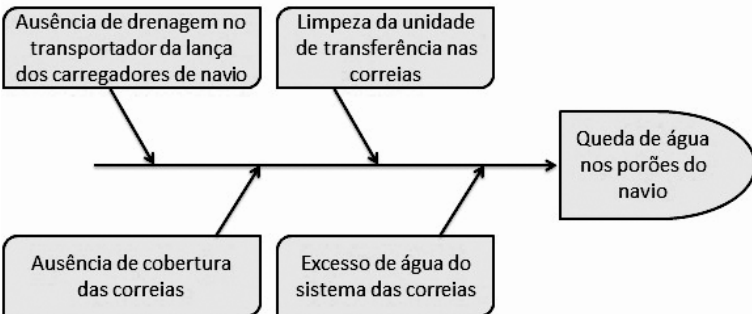 Ausência de drenagem no
transportador da lança
dos carregadores de navio
Limpeza da unidade
de transferência nas
correias
Queda de água
nos porões do
navio
Ausência de cobertura
das correias
Excesso de água do
sistema das correias